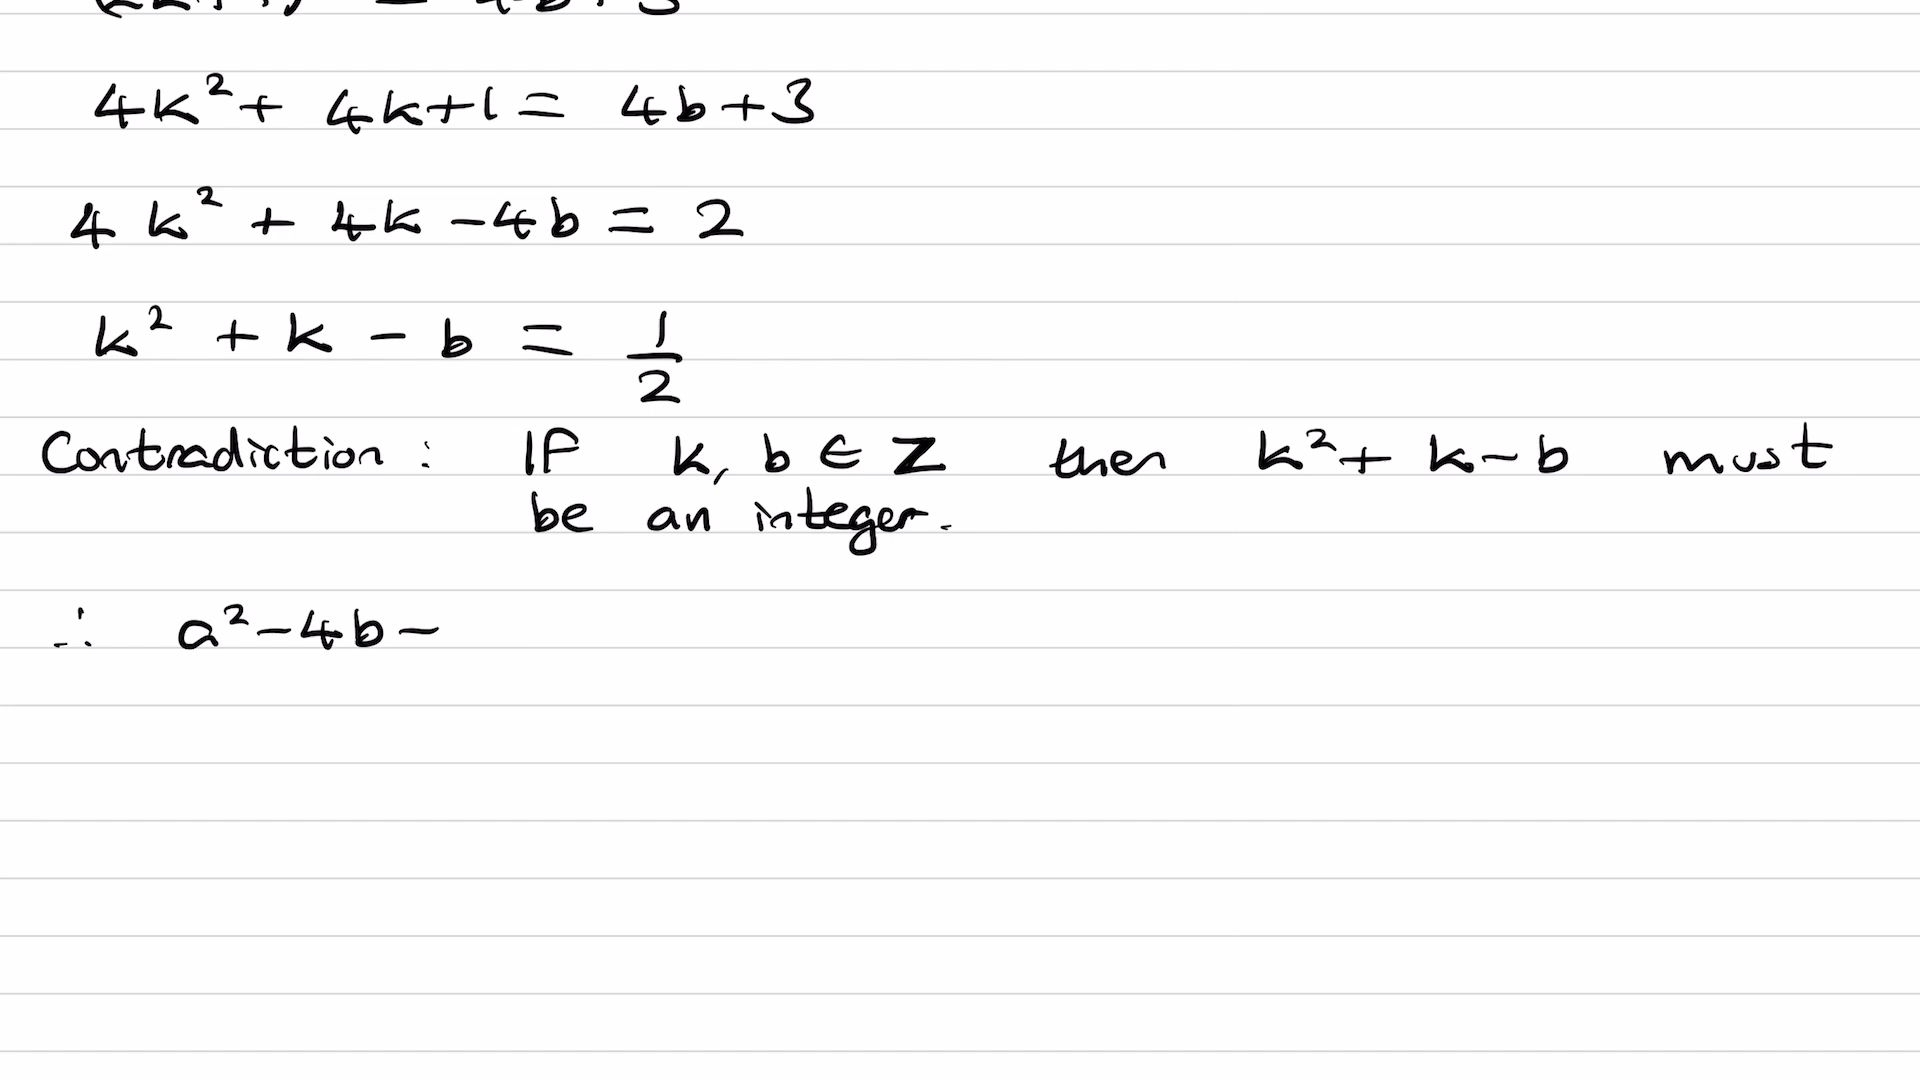 4k² + 4k+1 = 4b+3
4k² + 4k -4b = 2
k² + k - b = 1/2
Contradiction: IF k, b ∈ Z then k² + k - b must
be an integer.
∴ a² -4b -